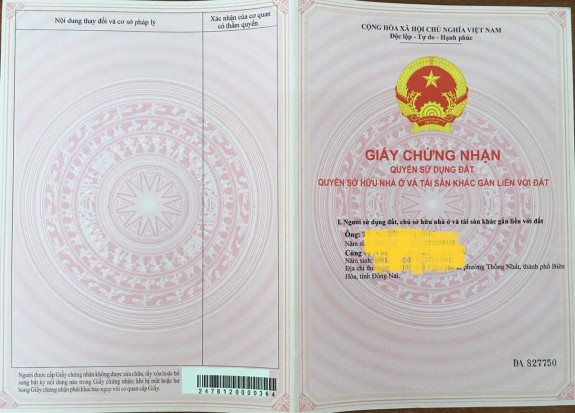 Nội dung thay đổi và cơ sở pháp lý
Xác nhận của cơ quan
có thẩm quyền
Người được cấp Giấy chứng nhận không được sửa chữa, tẩy xóa hoặc bổ
sung bất kỳ nội dung nào trong Giấy chứng nhận; khi bị mất hoặc hư
hỏng Giấy chứng nhận phải khai báo ngay với cơ quan cấp Giấy.
CỘNG HÒA XÃ HỘI CHỦ NGHĨA VIỆT NAM
Độc lập - Tự do - Hạnh phúc
GIẤY CHỨNG NHẬN
QUYỀN SỬ DỤNG ĐẤT
QUYỀN SỞ HỮU NHÀ Ở VÀ TÀI SẢN KHÁC GẮN LIỀN VỚI ĐẤT
I. Người sử dụng đất, chủ sở hữu nhà ở và tài sản khác gắn liền với đất
Ông:
Năm
Cùng
Năm sinh:
Địa chỉ phường Thống Nhất, thành phố Biên
Hòa, tỉnh Đồng Nai.
DA 827750